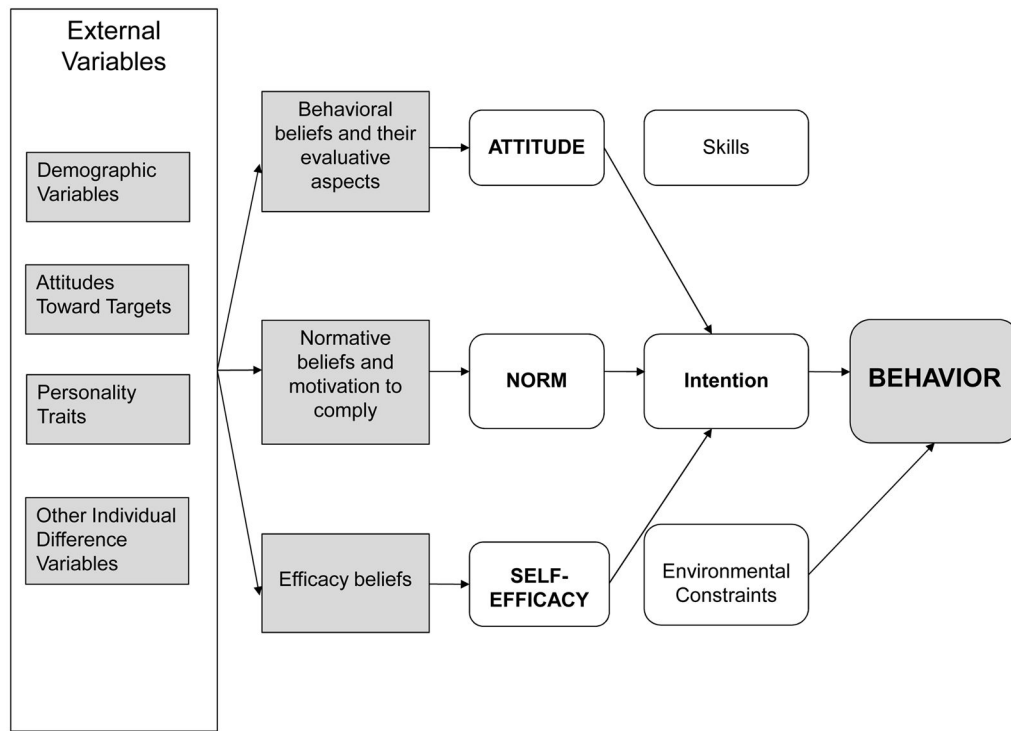 External
Variables
Demographic
Variables
Attitudes
Toward Targets
Personality
Traits
Other Individual
Difference
Variables
Behavioral
beliefs and their
evaluative
aspects
Normative
beliefs and
motivation to
comply
Efficacy beliefs
ATTITUDE
NORM
SELF-
EFFICACY
Skills
Intention
Environmental
Constraints
BEHAVIOR